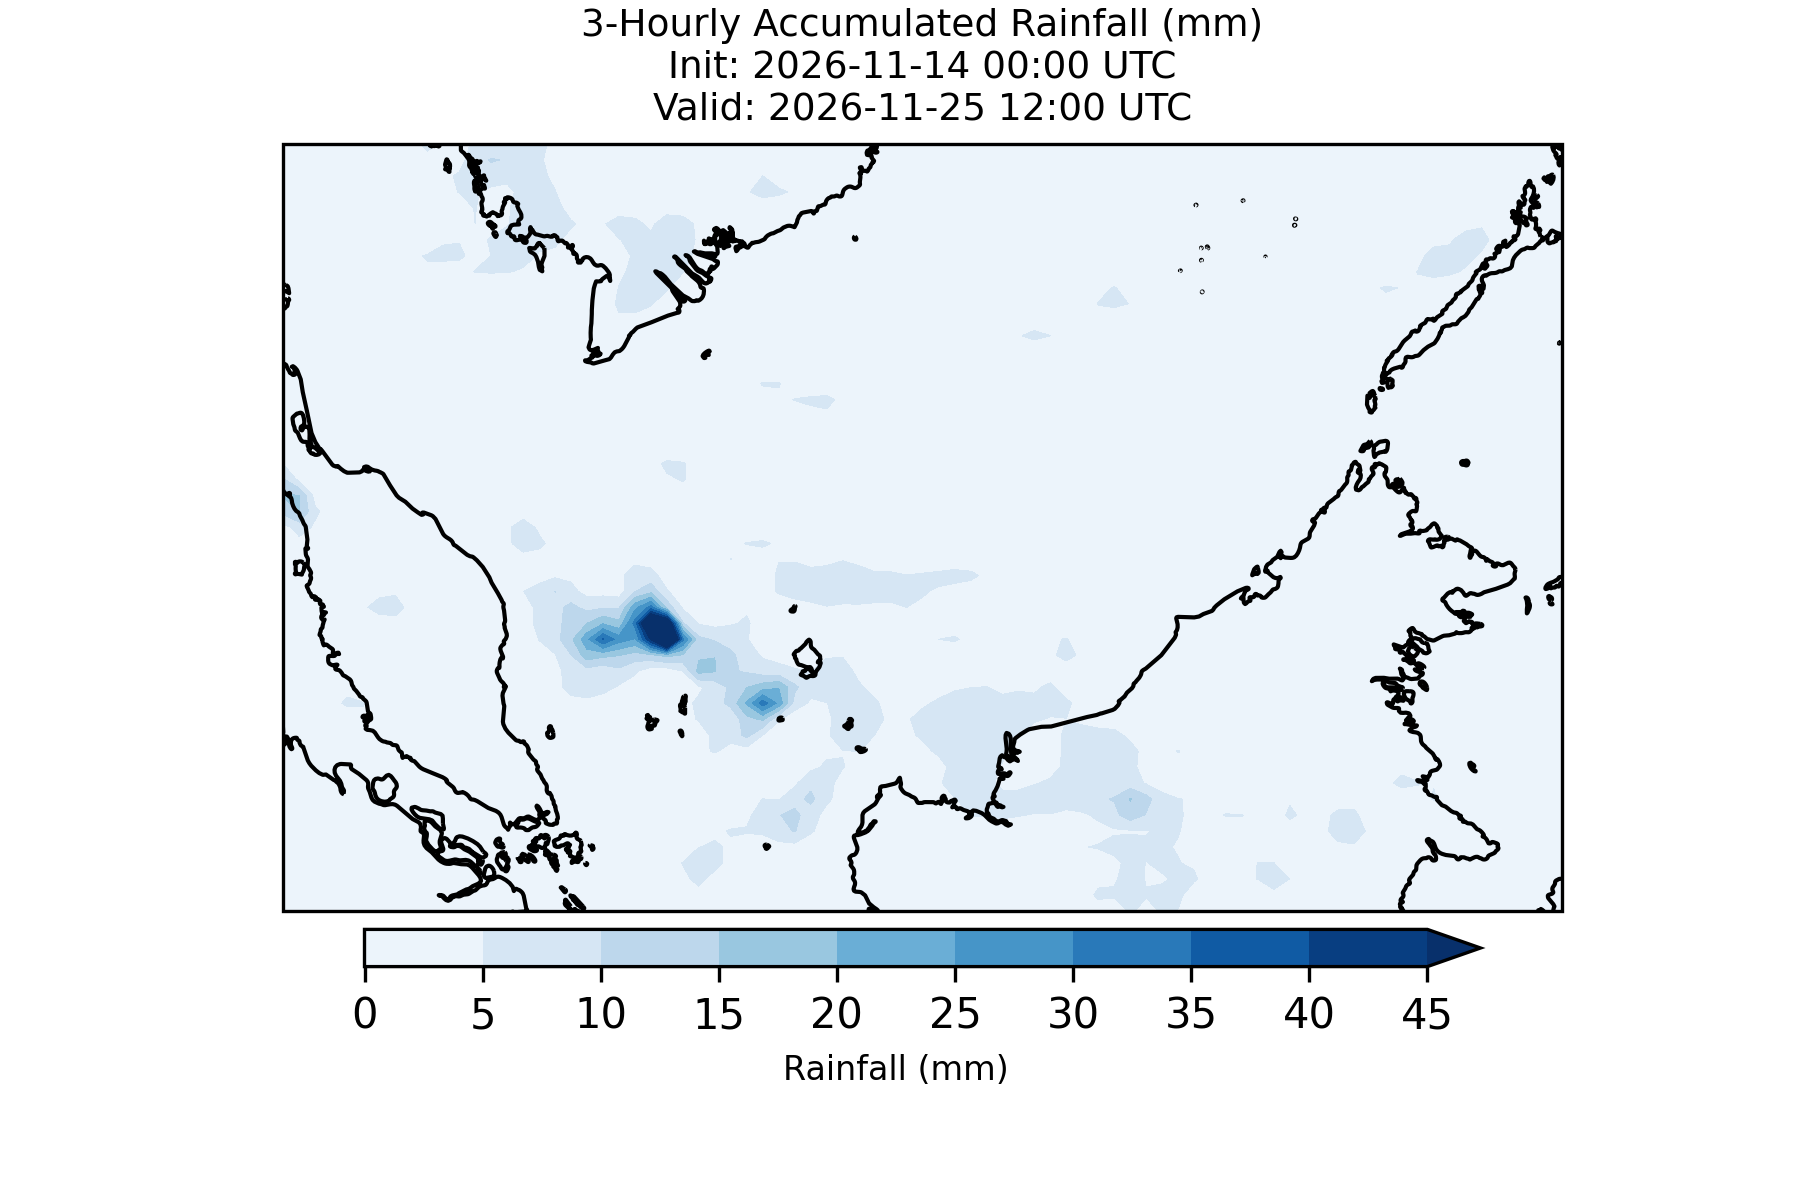 3-Hourly Accumulated Rainfall (mm)
Init: 2026-11-14 00:00 UTC
Valid: 2026-11-25 12:00 UTC
0 5 10 15 20 25 30 35 40 45
Rainfall (mm)